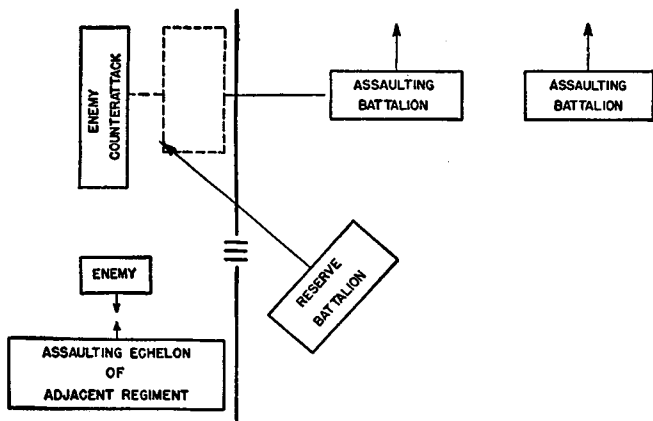 ENEMY
COUNTERATTACK
ASSAULTING
BATTALION
ASSAULTING
BATTALION
RESERVE
BATTALION
ENEMY
ASSAULTING ECHELON
OF
ADJACENT REGIMENT